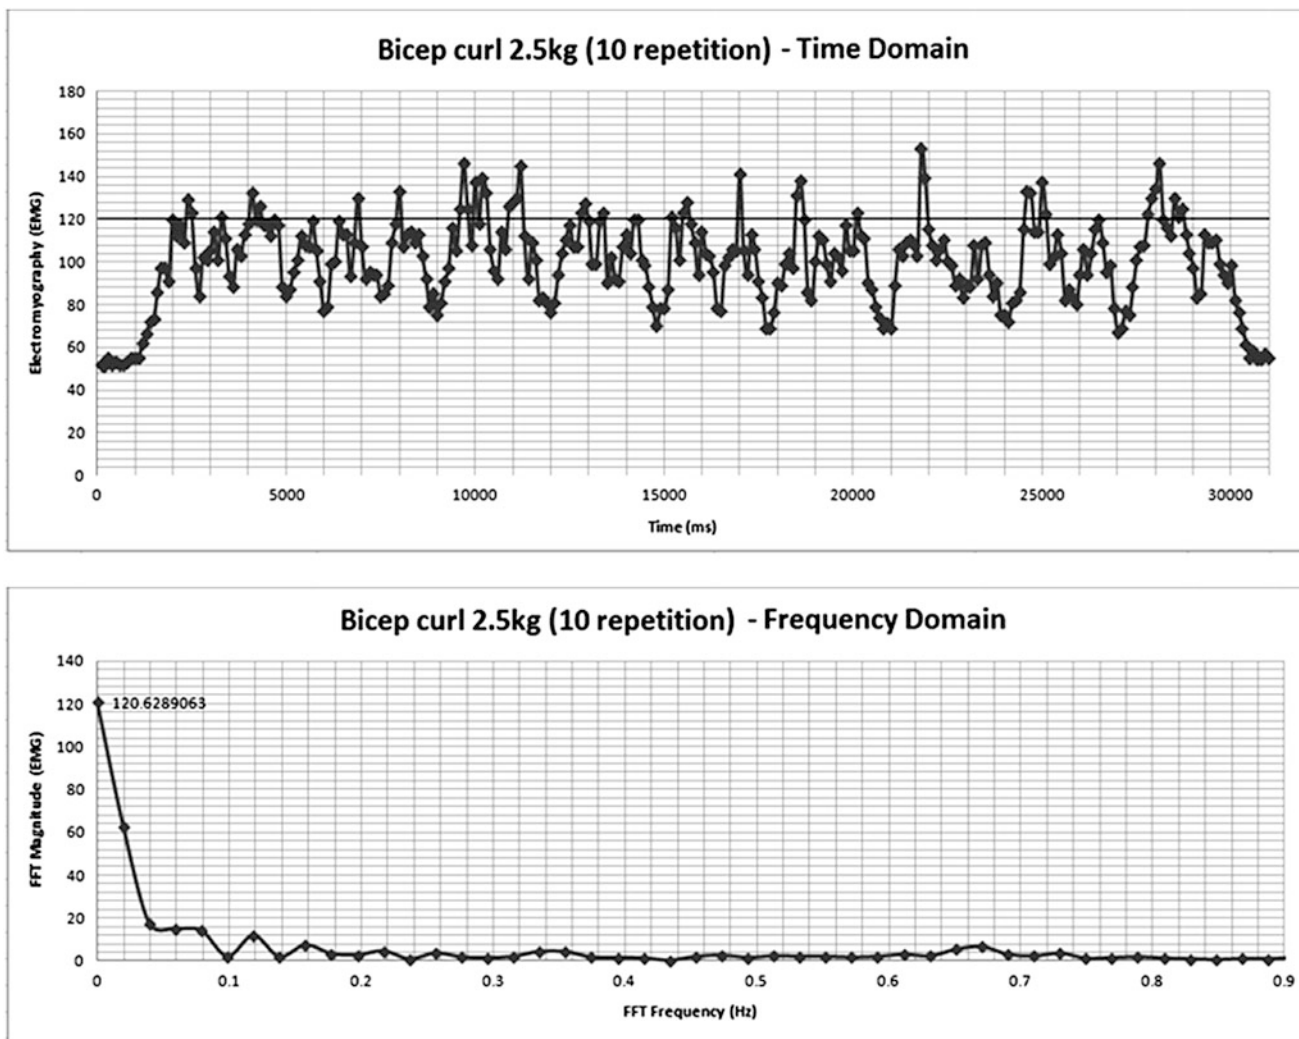 Bicep curl 2.5kg (10 repetition) - Time Domain
Electromyography (EMG)
180
160
140
120
100
80
60
40
20
0
0 5000 10000 15000 20000 25000 30000
Time (ms)
Bicep curl 2.5kg (10 repetition) - Frequency Domain
FFT Magnitude (EMG)
140
120
100
80
60
40
20
0
120.6289063
0 0.1 0.2 0.3 0.4 0.5 0.6 0.7 0.8 0.9
FFT Frequency (Hz)